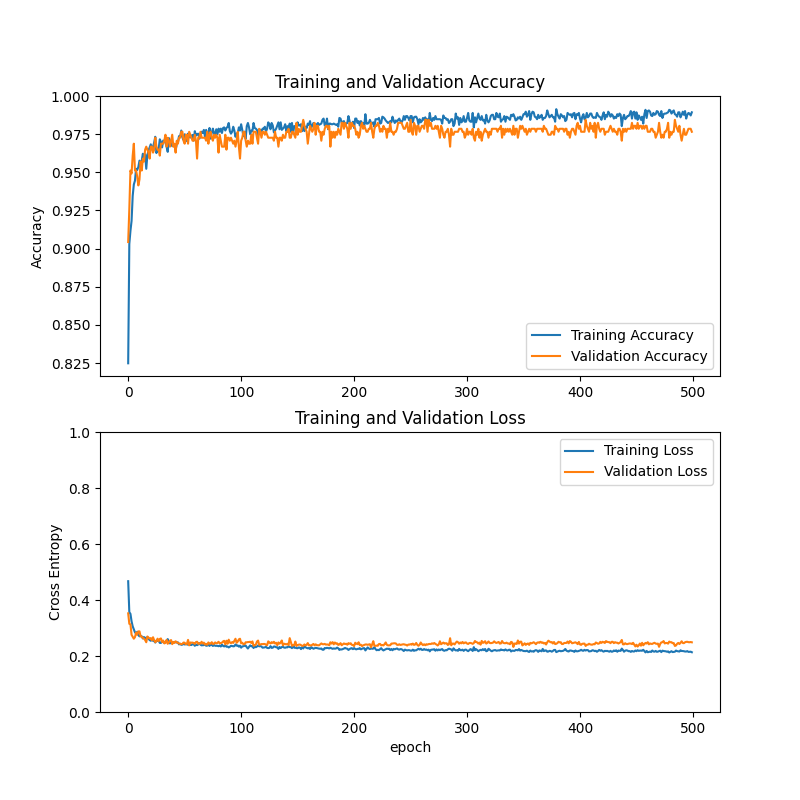 Training and Validation Accuracy
1.000
0.975
0.950
0.925
0.900
0.875
0.850
0.825
Accuracy
Training Accuracy
Validation Accuracy
0 100 200 300 400 500
Training and Validation Loss
1.0
0.8
0.6
0.4
0.2
0.0
Cross Entropy
Training Loss
Validation Loss
0 100 200 300 400 500
epoch